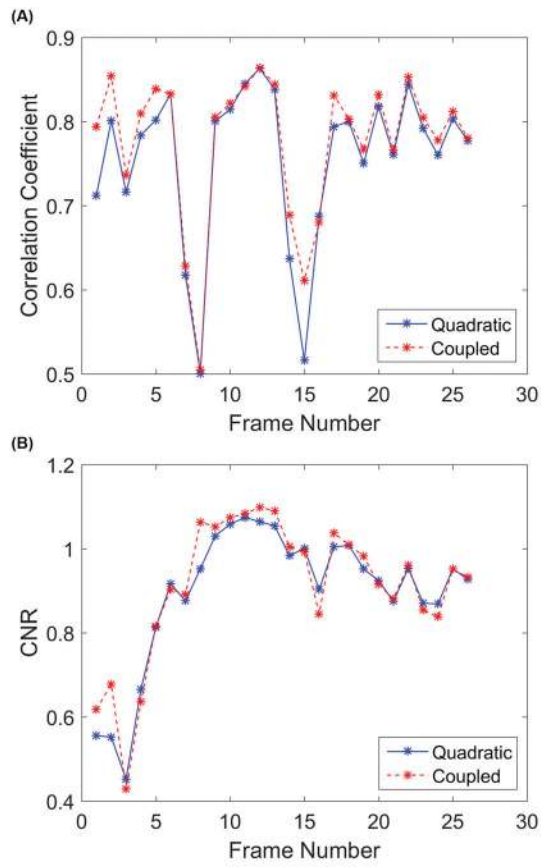 (A)
0.9
0.8
0.7
0.6
0.5
Correlation Coefficient
Quadratic
Coupled
0 5 10 15 20 25 30
Frame Number
(B)
1.2
1
0.8
0.6
0.4
CNR
Quadratic
Coupled
0 5 10 15 20 25 30
Frame Number